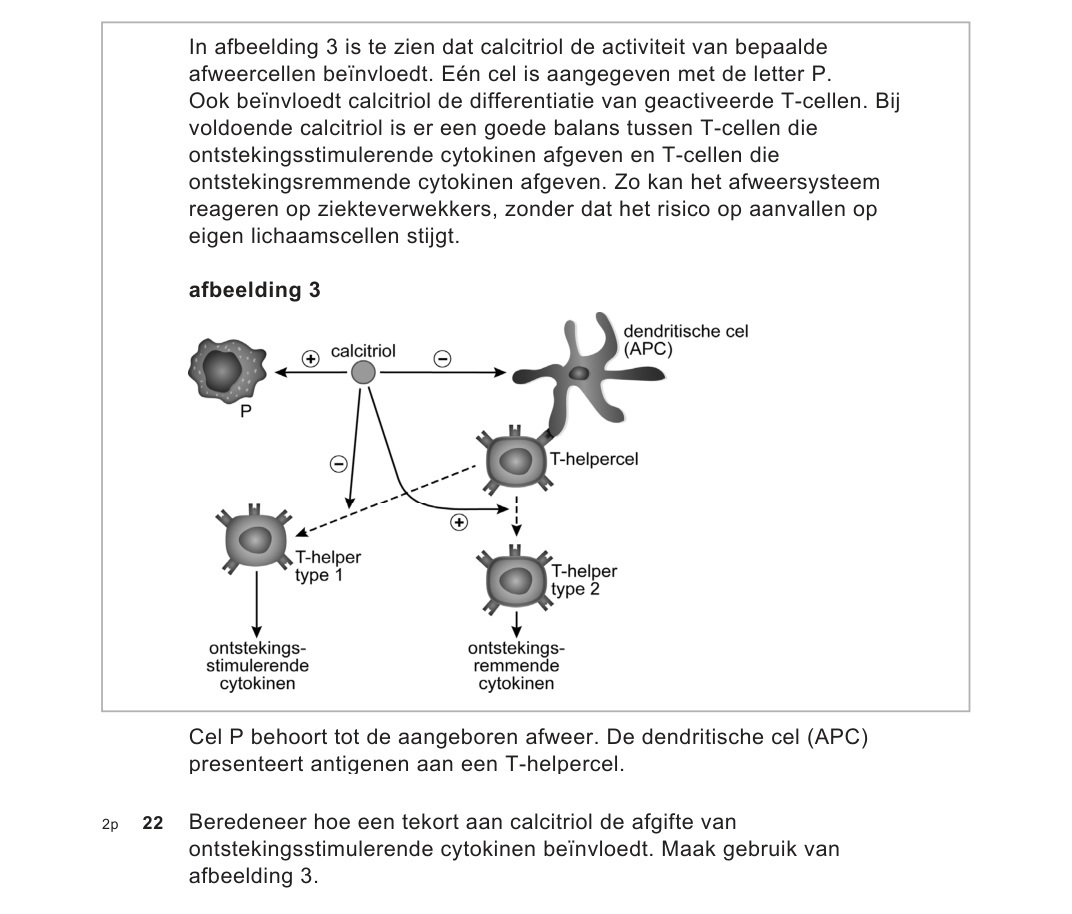 In afbeelding 3 is te zien dat calcitriol de activiteit van bepaalde
afweercellen beïnvloedt. Eén cel is aangegeven met de letter P.
Ook beïnvloedt calcitriol de differentiatie van geactiveerde T-cellen. Bij
voldoende calcitriol is er een goede balans tussen T-cellen die
ontstekingsstimulerende cytokinen afgeven en T-cellen die
ontstekingsremmende cytokinen afgeven. Zo kan het afweersysteem
reageren op ziekteverwekkers, zonder dat het risico op aanvallen op
eigen lichaamscellen stijgt.
afbeelding 3
dendritische cel
(APC)
calcitriol
+
−
P
T-helpercel
−
+
T-helper
type 1
T-helper
type 2
ontstekings-
stimulerende
cytokinen
ontstekings-
remmende
cytokinen
Cel P behoort tot de aangeboren afweer. De dendritische cel (APC)
presenteert antigenen aan een T-helpercel.
2p 22 Beredeneer hoe een tekort aan calcitriol de afgifte van
ontstekingsstimulerende cytokinen beïnvloedt. Maak gebruik van
afbeelding 3.